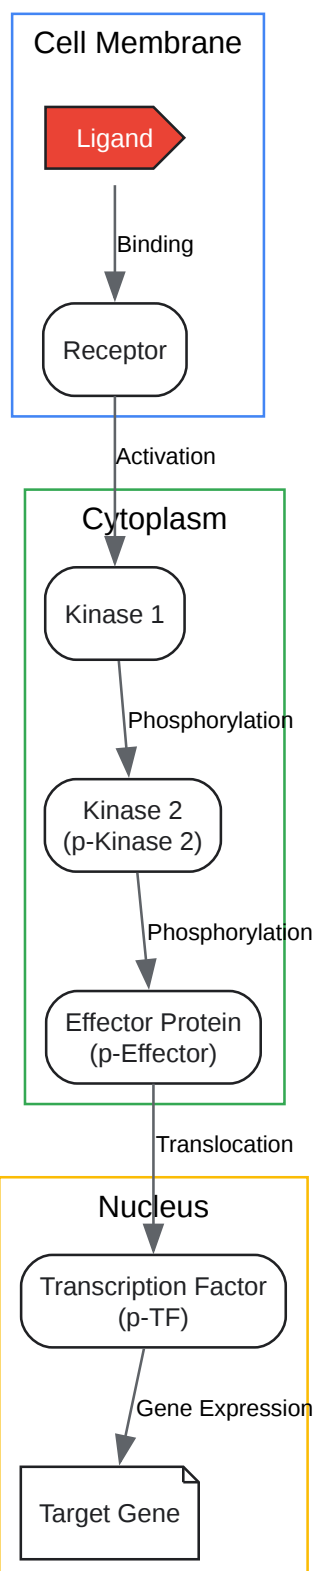 Cell Membrane
Ligand
Binding
Receptor
Activation
Cytoplasm
Kinase 1
Phosphorylation
Kinase 2
(p-Kinase 2)
Phosphorylation
Effector Protein
(p-Effector)
Translocation
Nucleus
Transcription Factor
(p-TF)
Gene Expression
Target Gene